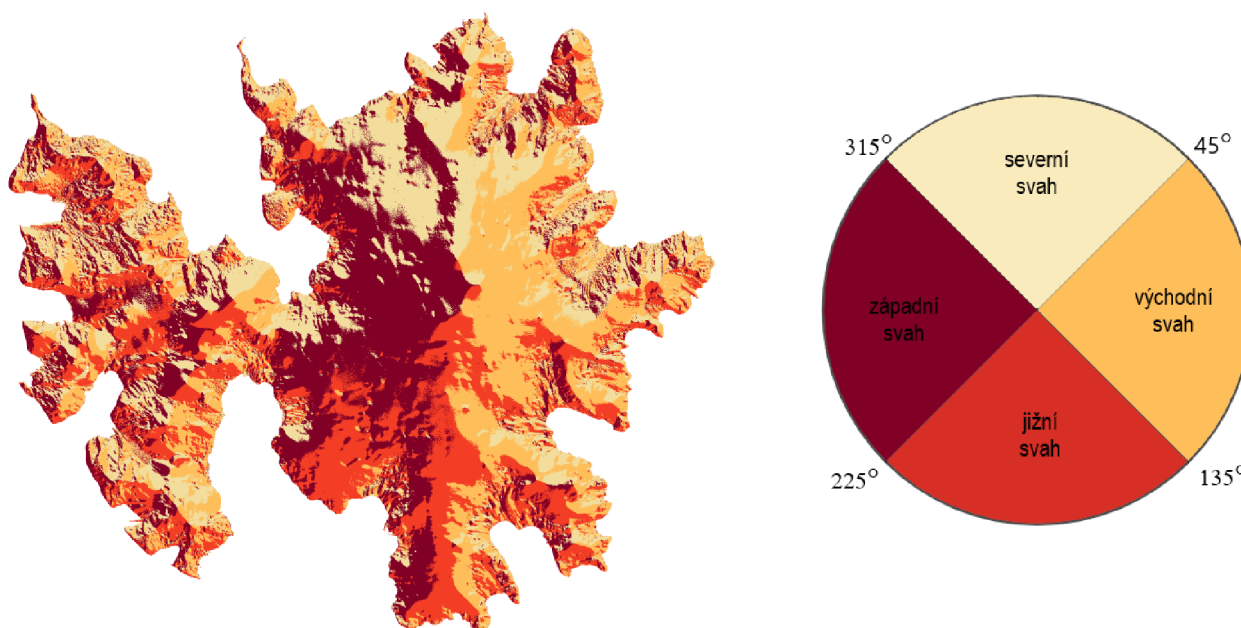 severní
svah
315°
45°
západní
svah
východní
svah
jižní
svah
225°
135°